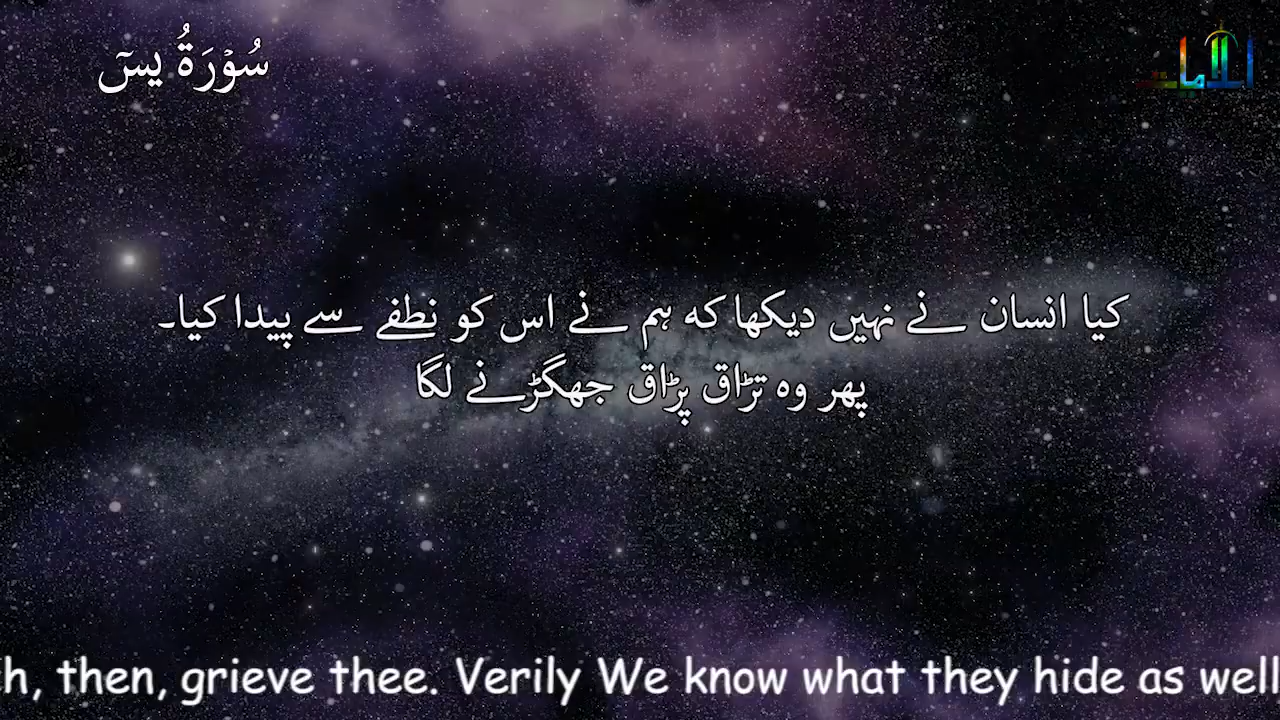 سُوۡرَةُ يسٓ
کیا انسان نے نہیں دیکھا کہ ہم نے اس کو نطفے سے پیدا کیا۔
پھر وہ تڑاق پڑاق جھگڑنے لگا
h, then, grieve thee. Verily We know what they hide as well